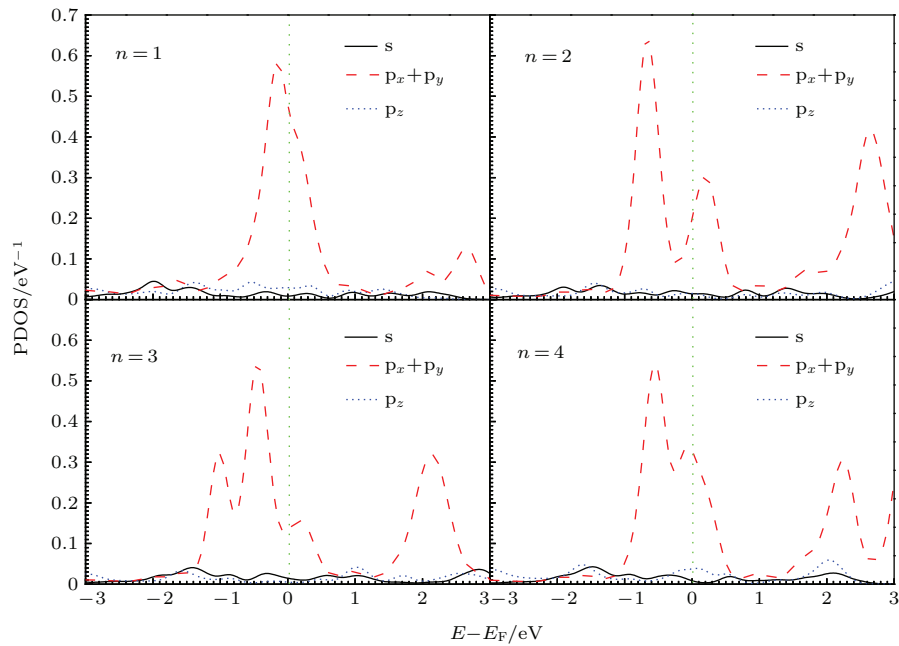 0.7
0.6
0.5
0.4
0.3
0.2
0.1
0
n=1
s
pₓ+p_y
p_z
n=2
s
pₓ+p_y
p_z
PDOS/eV⁻¹
0.6
0.5
0.4
0.3
0.2
0.1
0
n=3
s
pₓ+p_y
p_z
n=4
s
pₓ+p_y
p_z
−3 −2 −1 0 1 2 3
−3 −2 −1 0 1 2 3
E−E_F/eV